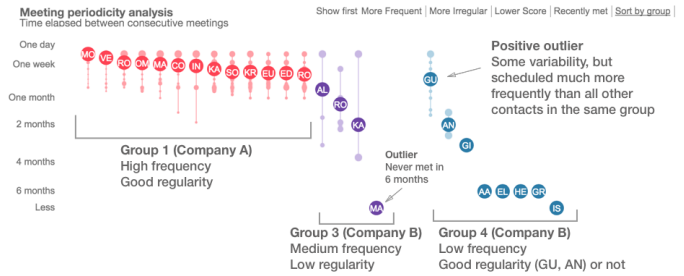 Meeting periodicity analysis
Time elapsed between consecutive meetings
Show first More Frequent | More Irregular | Lower Score | Recently met | Sort by group
One day
One week
One month
2 months
4 months
6 months
Less
MO VE RO OM MA CO IN KA SO KR EU ED RO
AL
RO
KA
MA
GU
AN
GI
AA EL HE GR
IS
Positive outlier
Some variability, but
scheduled much more
frequently than all other
contacts in the same group
Group 1 (Company A)
High frequency
Good regularity
Outlier
Never met in
6 months
Group 3 (Company B)
Medium frequency
Low regularity
Group 4 (Company B)
Low frequency
Good regularity (GU, AN) or not